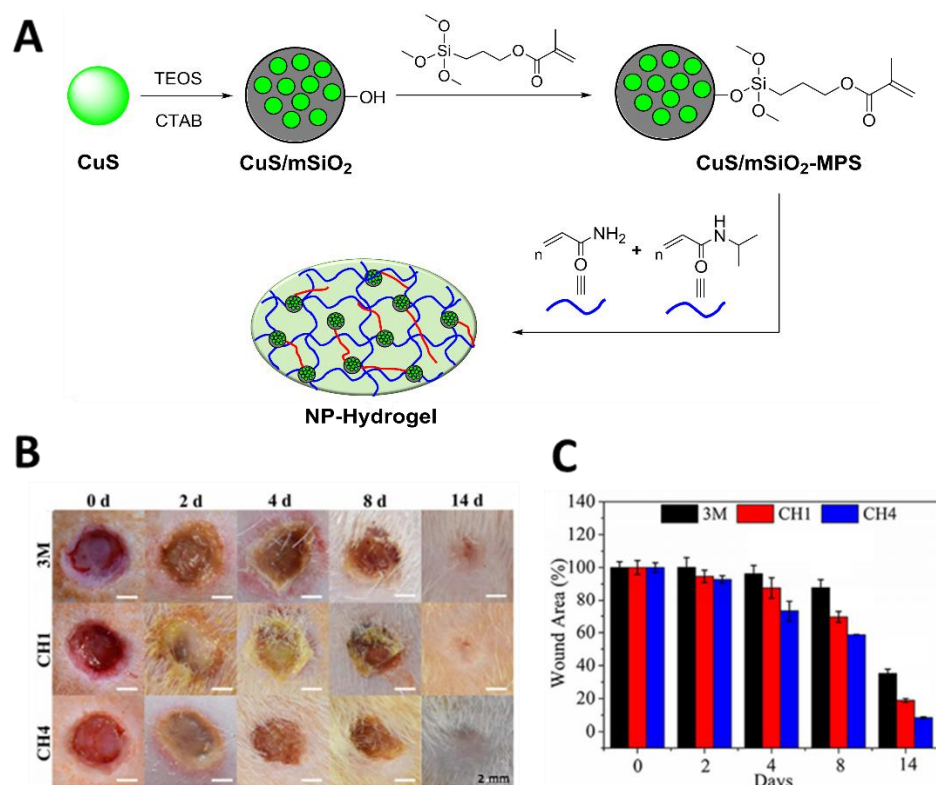 A
TEOS
CTAB
CuS
OH
CuS/mSiO2
O
Si
O
O
O
O
O
Si
O
O
O
O
CuS/mSiO2-MPS
n
NH2
O
+
n
H
N
O
NP-Hydrogel
B
0 d 2 d 4 d 8 d 14 d
3M
CH1
CH4
2 mm
C
3M CH1 CH4
Wound Area (%)
140
120
100
80
60
40
20
0
0 2 4 8 14
Days